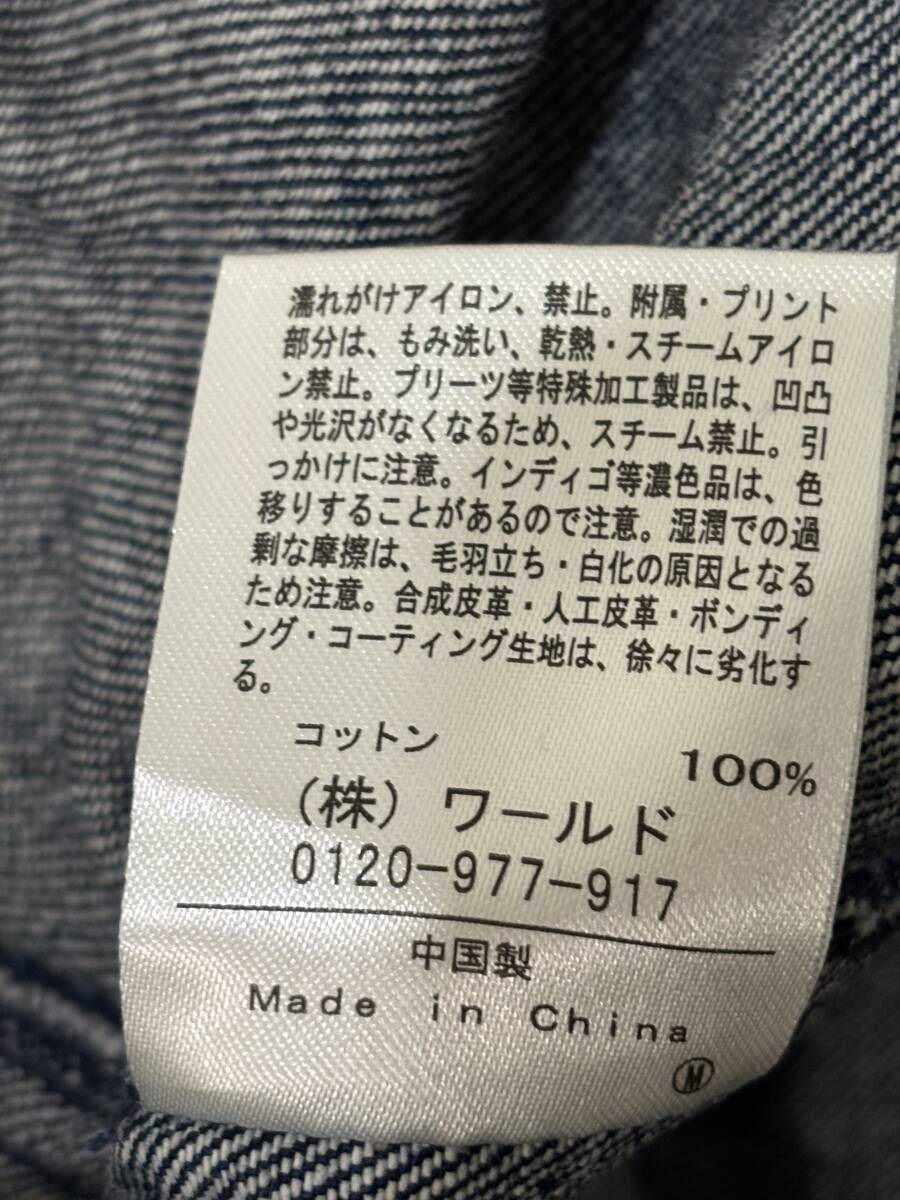 濡れがけアイロン、禁止。附属・プリント
部分は、もみ洗い、乾熱・スチームアイロ
ン禁止。プリーツ等特殊加工製品は、凹凸
や光沢がなくなるため、スチーム禁止。引
っかけに注意。インディゴ等濃色品は、色
移りすることがあるので注意。湿潤での過
剰な摩擦は、毛羽立ち・白化の原因となる
ため注意。合成皮革・人工皮革・ボンディ
ング・コーティング生地は、徐々に劣化す
る。
コットン 100%
(株) ワールド
0120-977-917
中国製
Made in China
Ⓜ